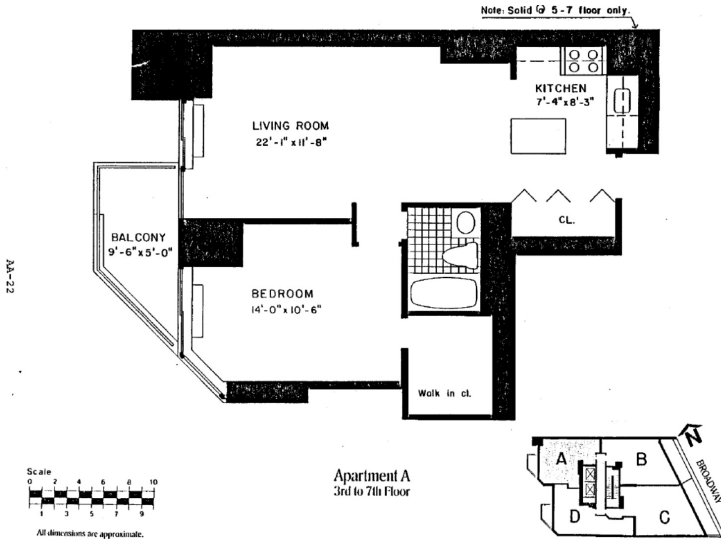 Note: Solid @ 5-7 floor only.
KITCHEN
7'-4" x 8'-3"
LIVING ROOM
22'-1" x 11'-8"
CL.
BALCONY
9'-6" x 5'-0"
BEDROOM
14'-0" x 10'-6"
AA-22
Walk in cl.
Scale
0 2 4 6 8 10
1 3 5 7 9
All dimensions are approximate.
Apartment A
3rd to 7th Floor
N
A
B
BROADWAY
D
C